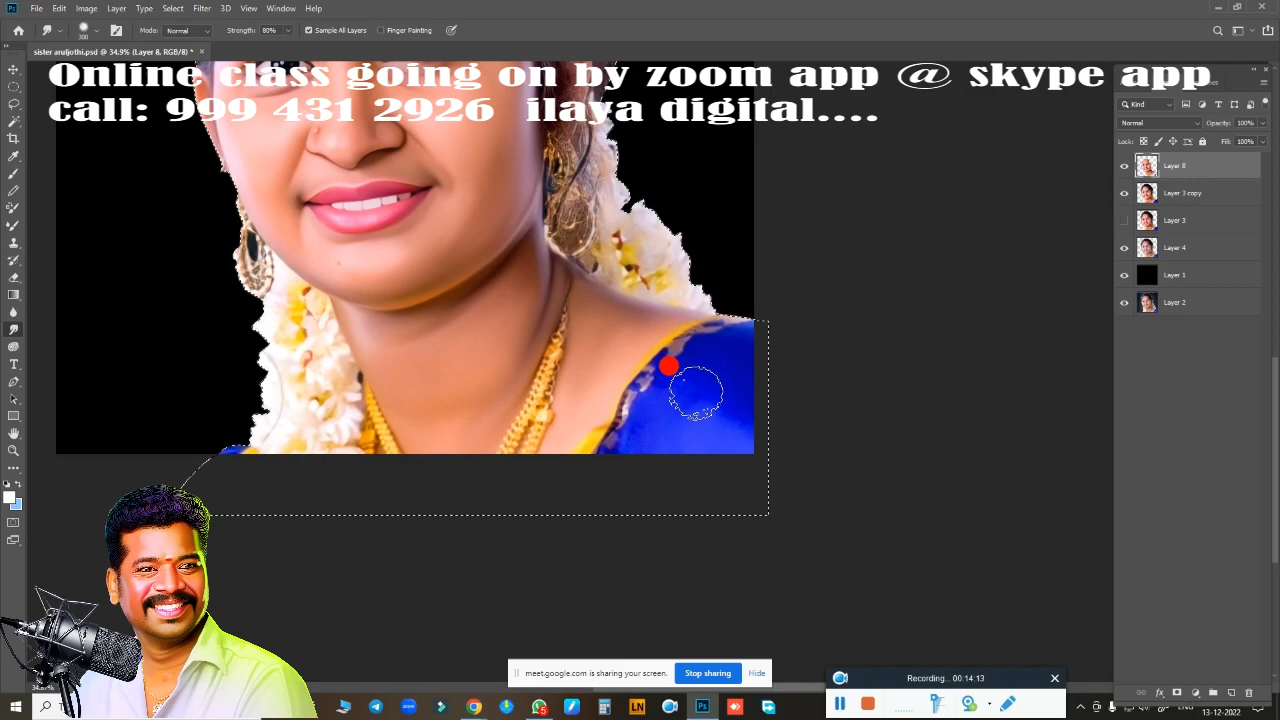 File Edit Image Layer Type Select Filter 3D View Window Help
300 Mode: Normal Strength: 80% Sample All Layers Finger Painting
sister aruljothi.psd @ 34.9% (Layer 8, RGB/8) * ×
Online class going on by zoom app @ skype app
call: 999 431 2926 ilaya digital....
Kind
Normal Opacity: 100%
Lock: Fill: 100%
Layer 8
Layer 3 copy
Layer 3
Layer 4
Layer 1
Layer 2
meet.google.com is sharing your screen. Stop sharing Hide
Recording... 00:14:13
13-12-2022